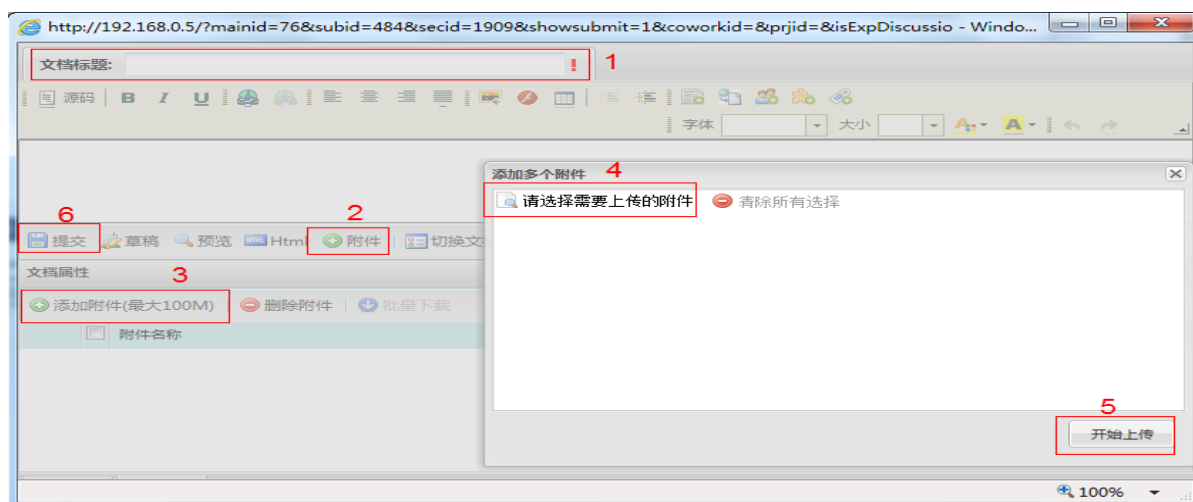 http://192.168.0.5/?mainid=76&subid=484&secid=1909&showsubmit=1&coworkid=&prjid=&isExpDiscussio - Windo...
文档标题: ! 1
源码 B I U
字体 大小 A A
添加多个附件 4
请选择需要上传的附件 清除所有选择
6 2
提交 草稿 预览 HTML Html 附件 切换文
文档属性 3
添加附件(最大100M) 删除附件 批量下载
附件名称
5
开始上传
100%